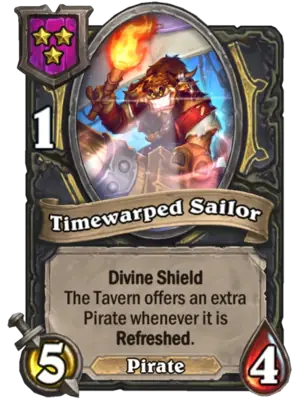 1
Timewarped Sailor
Divine Shield
The Tavern offers an extra
Pirate whenever it is
Refreshed.
Pirate
5
4